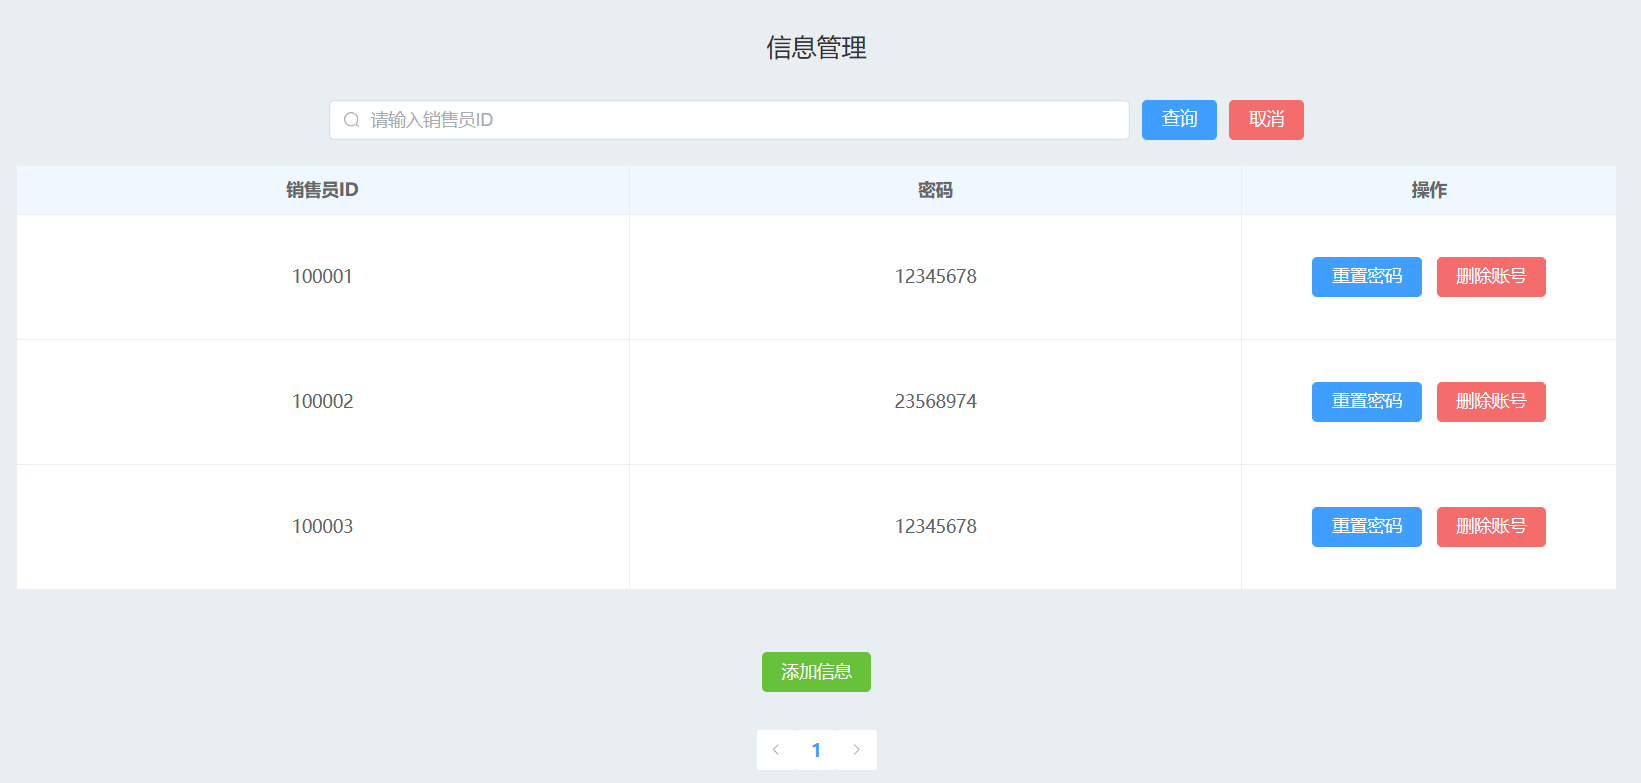 信息管理
请输入销售员ID 查询 取消
销售员ID 密码 操作
100001 12345678 重置密码 删除账号
100002 23568974 重置密码 删除账号
100003 12345678 重置密码 删除账号
添加信息
1